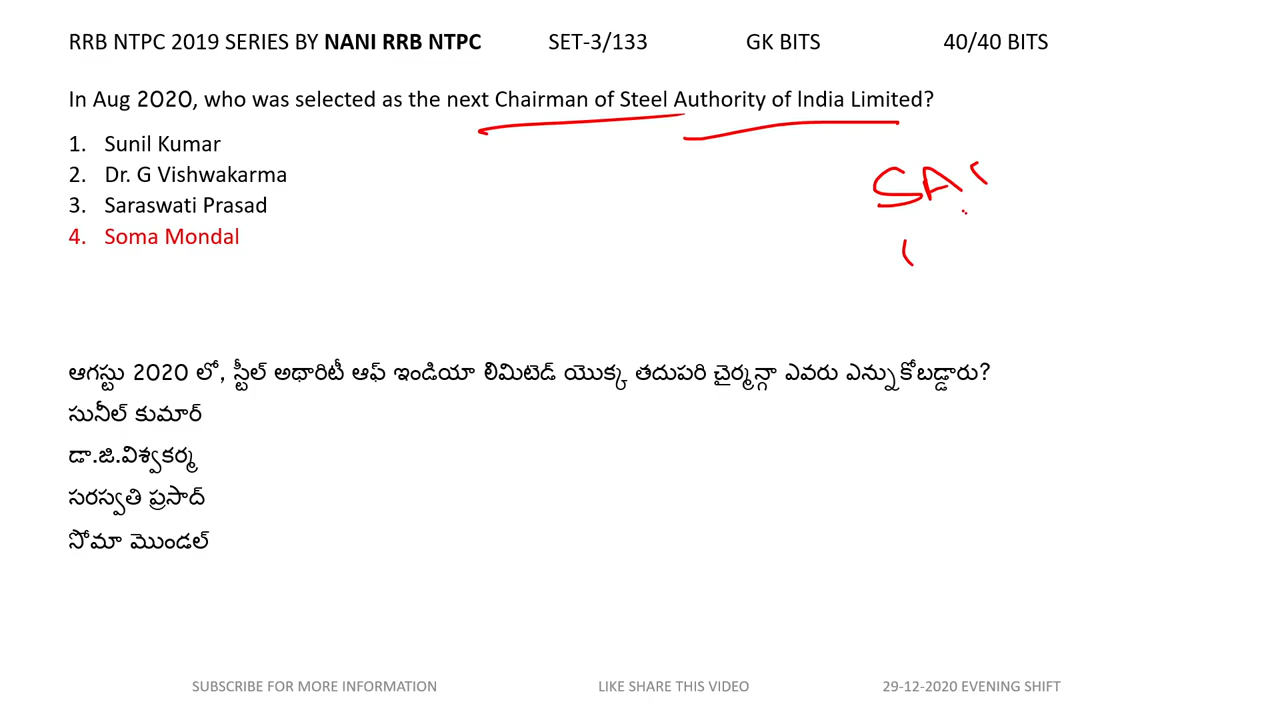 RRB NTPC 2019 SERIES BY NANI RRB NTPC SET-3/133 GK BITS 40/40 BITS
In Aug 2020, who was selected as the next Chairman of Steel Authority of India Limited?
1. Sunil Kumar
2. Dr. G Vishwakarma
3. Saraswati Prasad
4. Soma Mondal
SA
ఆగస్టు 2020 లో, స్టీల్ అథారిటీ ఆఫ్ ఇండియా లిమిటెడ్ యొక్క తదుపరి చైర్మన్గా ఎవరు ఎన్నుకోబడ్డారు?
సునీల్ కుమార్
డా.జి.విశ్వకర్మ
సరస్వతి ప్రసాద్
సోమా మొండల్
SUBSCRIBE FOR MORE INFORMATION LIKE SHARE THIS VIDEO 29-12-2020 EVENING SHIFT